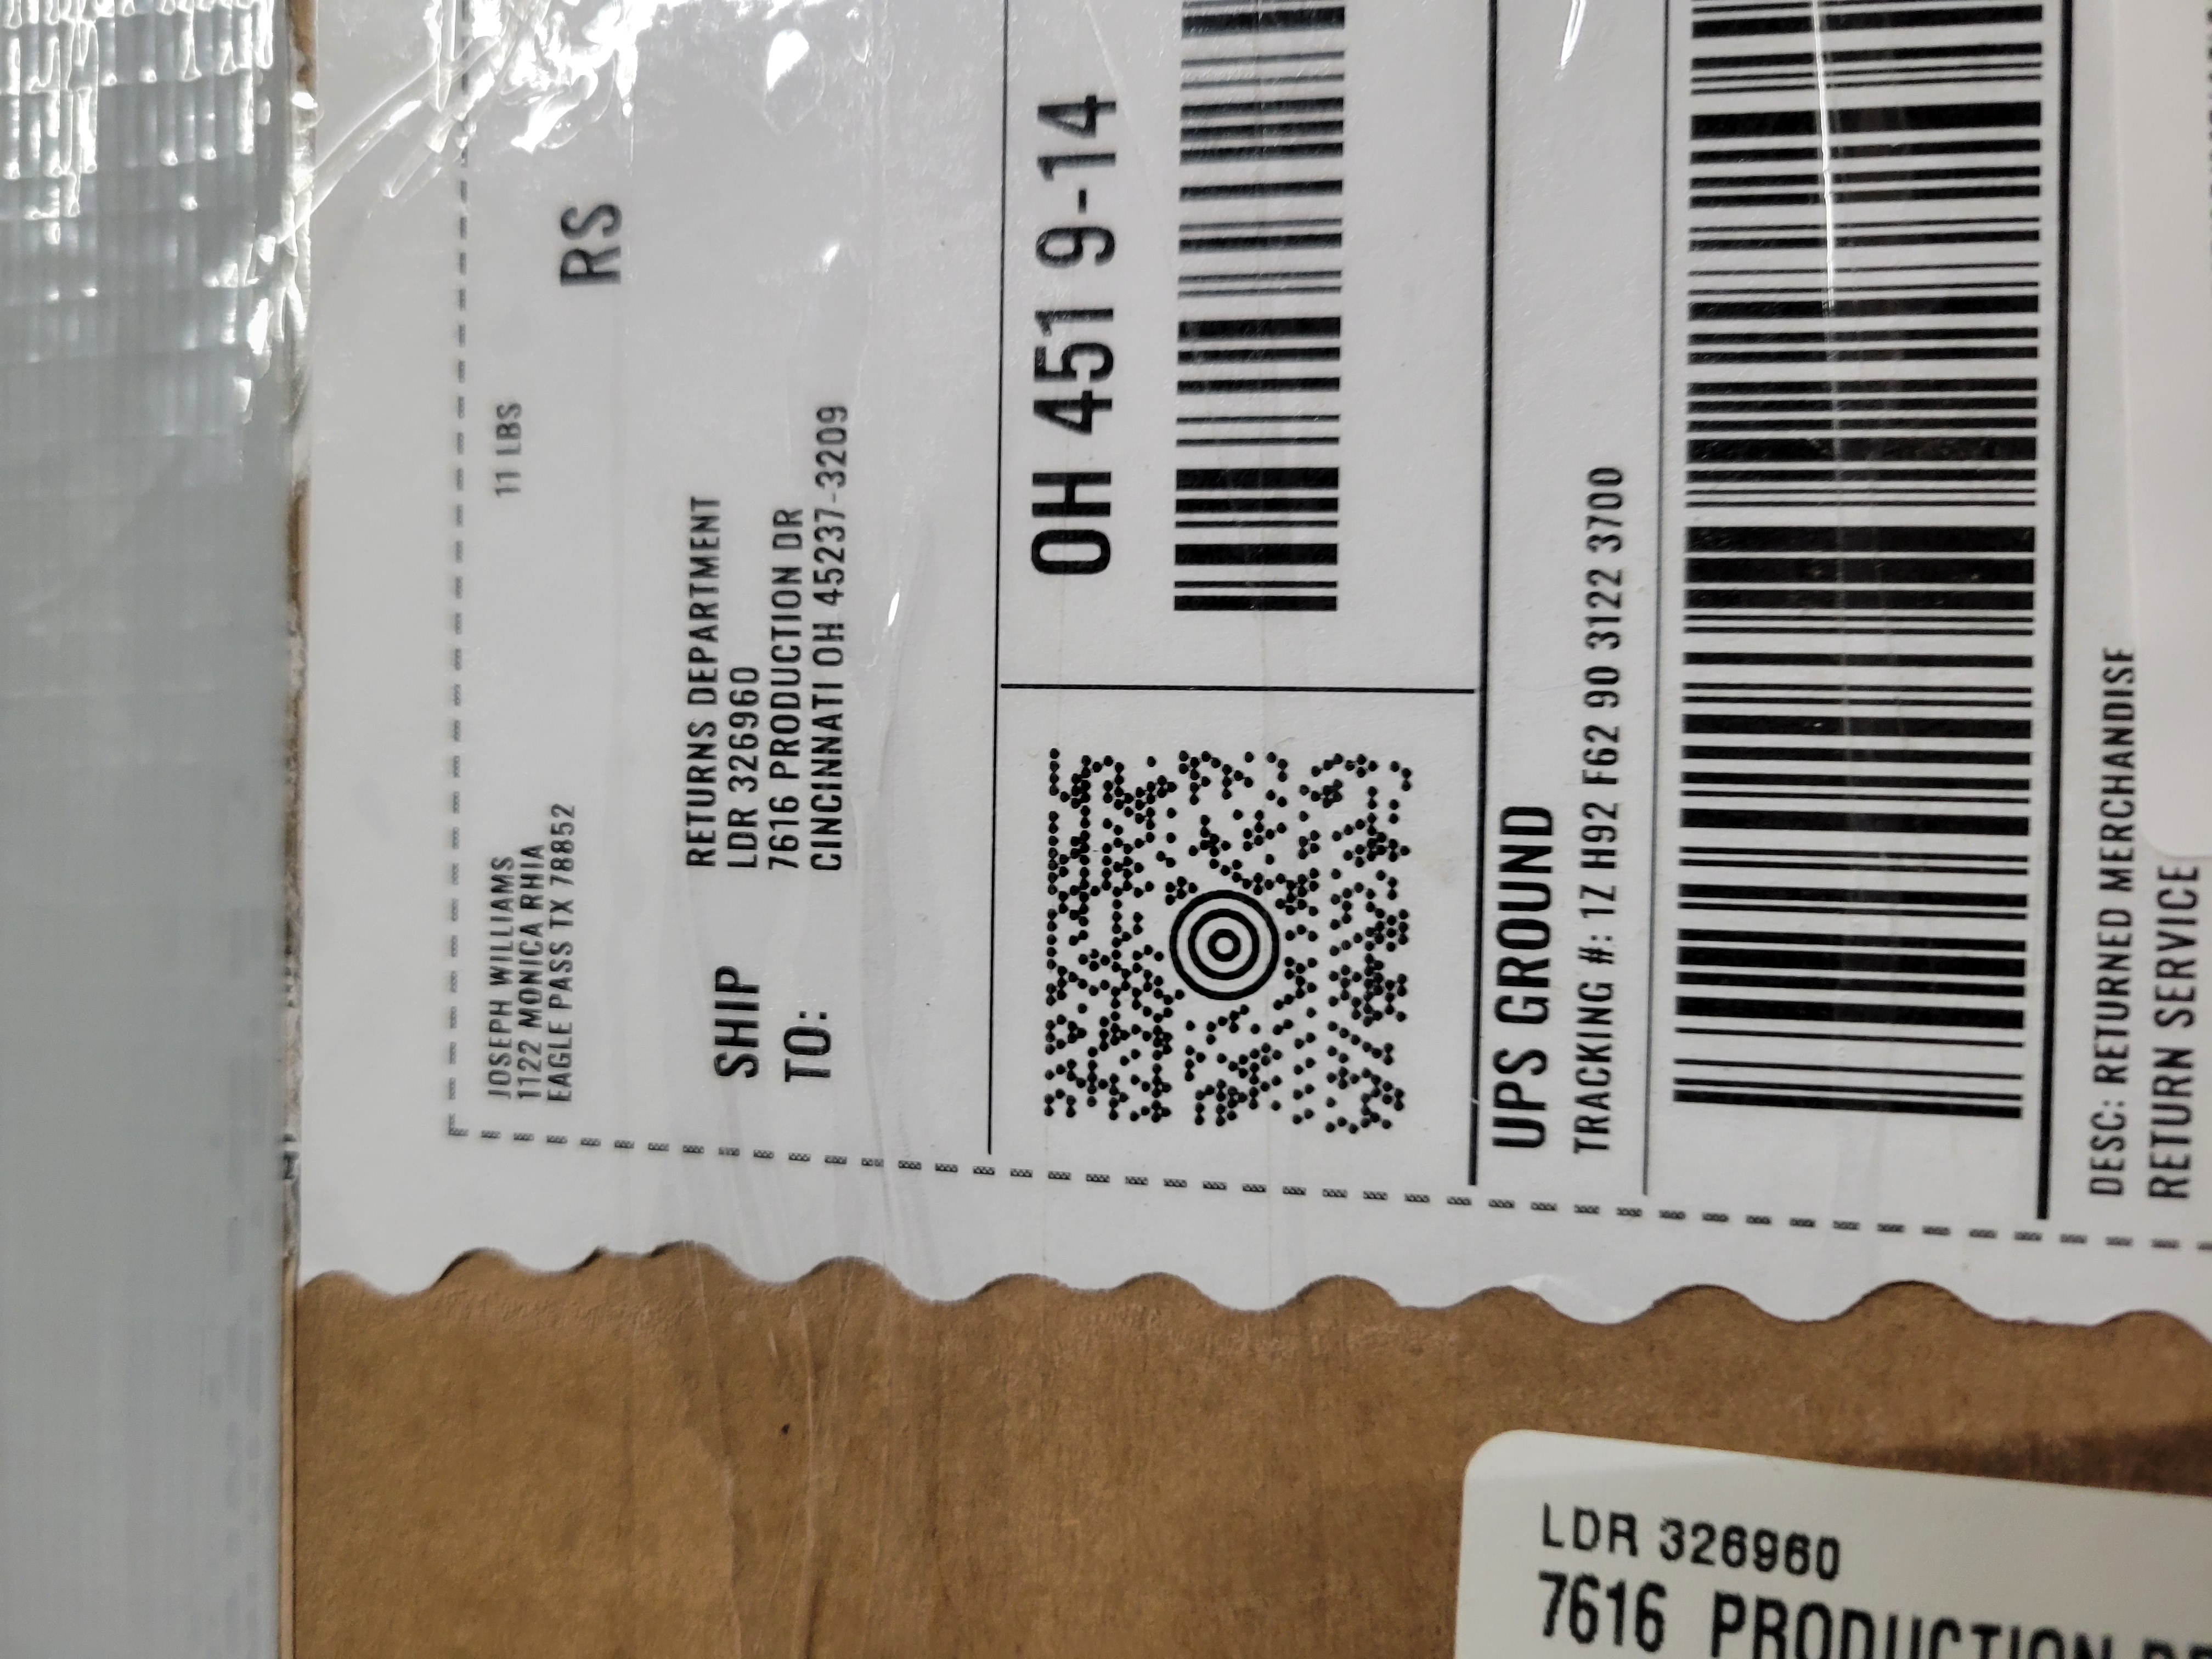 JOSEPH WILLIAMS
1122 MONICA RHIA
EAGLE PASS TX 78852
11 LBS
RS
SHIP
TO:
RETURNS DEPARTMENT
LDR 326960
7616 PRODUCTION DR
CINCINNATI OH 45237-3209
OH 451 9-14
UPS GROUND
TRACKING #: 1Z H92 F62 90 3122 3700
DESC: RETURNED MERCHANDISE
RETURN SERVICE
LDR 326960
7616 PRODUCTION